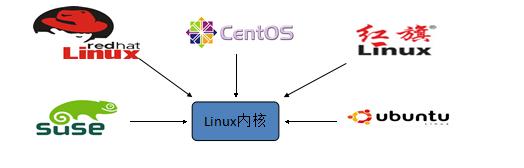 redhat
Linux
CentOS
红旗
Linux
SUSE
Linux内核
ubuntu